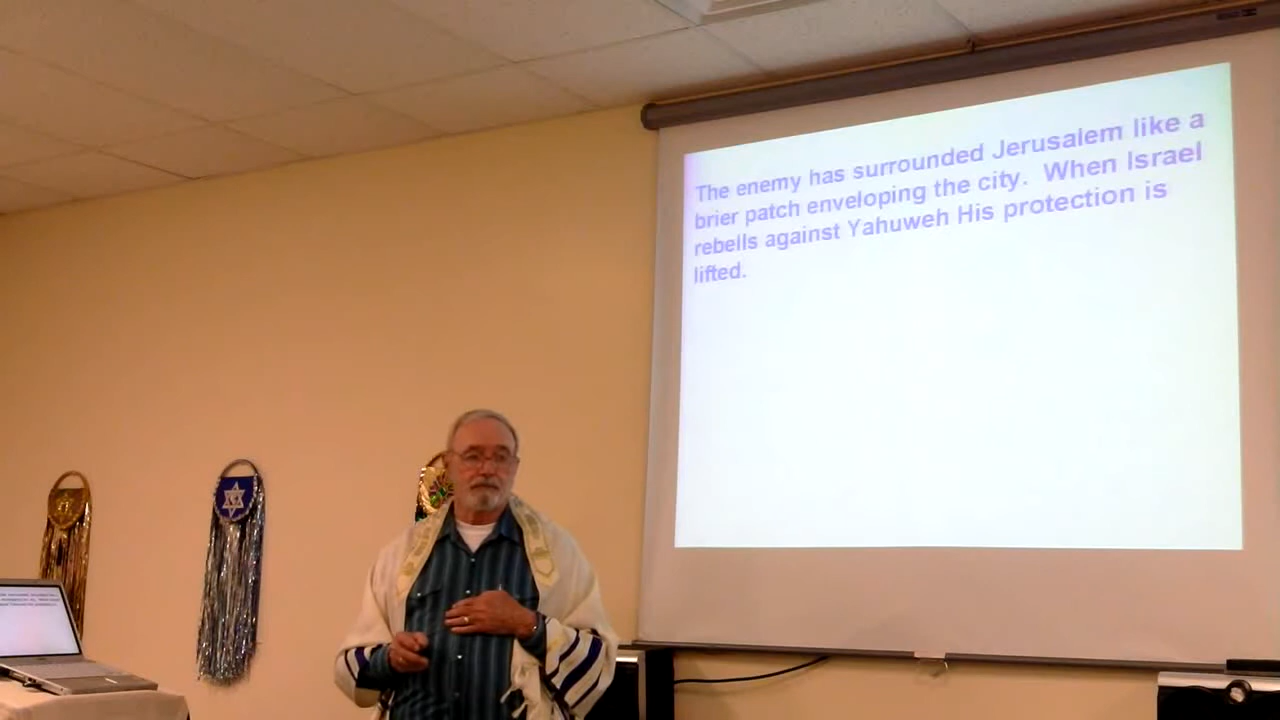 The enemy has surrounded Jerusalem like a
brier patch enveloping the city.  When Israel
rebells against Yahuweh His protection is
lifted.